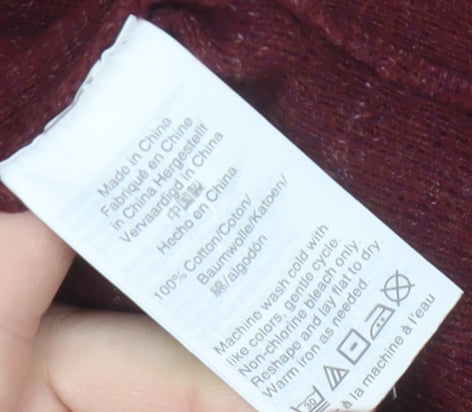 Made in China
Fabriqué en Chine
in China Hergestellt
Vervaardigd in China
中国製
Hecho en China
100% Cotton/Coton/
Baumwolle/Katoen/
綿/algodón
Machine wash cold with
like colors, gentle cycle.
Non-chlorine bleach only.
Reshape and lay flat to dry.
Warm iron as needed.
30
à la machine à l'eau